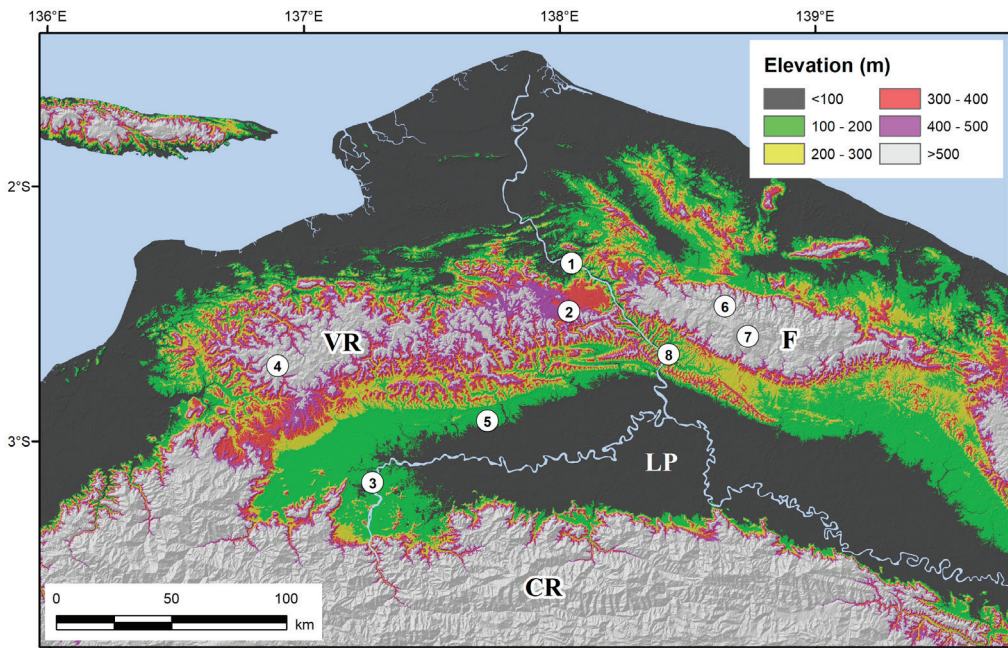 136°E 137°E 138°E 139°E
Elevation (m)
<100 300 - 400
100 - 200 400 - 500
200 - 300 >500
2°S
1
6
2
VR
7 F
8
4
5
3°S
LP
3
CR
0 50 100
km